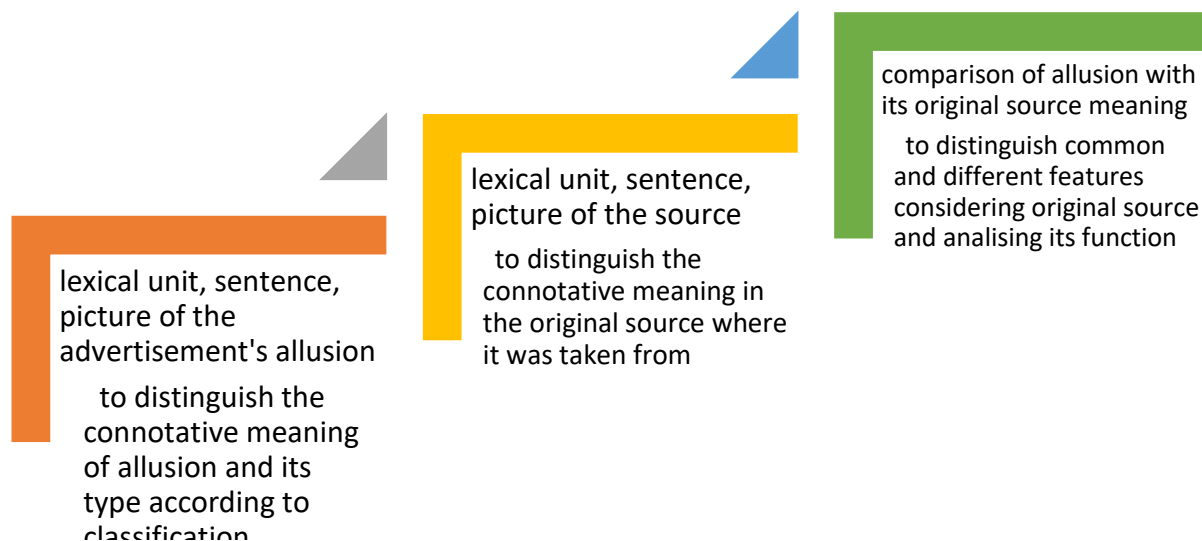 lexical unit, sentence,
picture of the
advertisement's allusion
to distinguish the
connotative meaning
of allusion and its
type according to
classification
lexical unit, sentence,
picture of the source
to distinguish the
connotative meaning in
the original source where
it was taken from
comparison of allusion with
its original source meaning
to distinguish common
and different features
considering original source
and analising its function